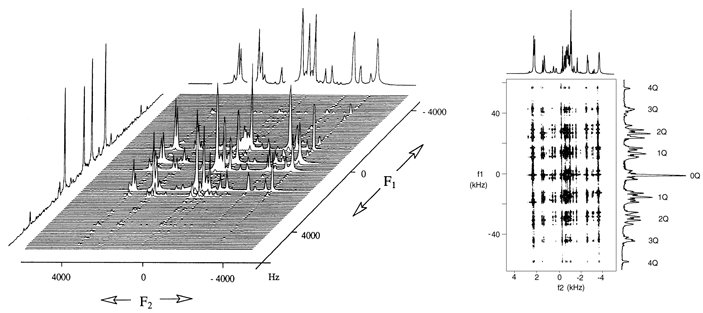 - 4000
0
F1
4000
4000
0
- 4000
Hz
F2
4Q
3Q
2Q
1Q
0Q
1Q
2Q
3Q
4Q
40
0
-40
f1
(kHz)
4 2 0 -2 -4
f2 (kHz)